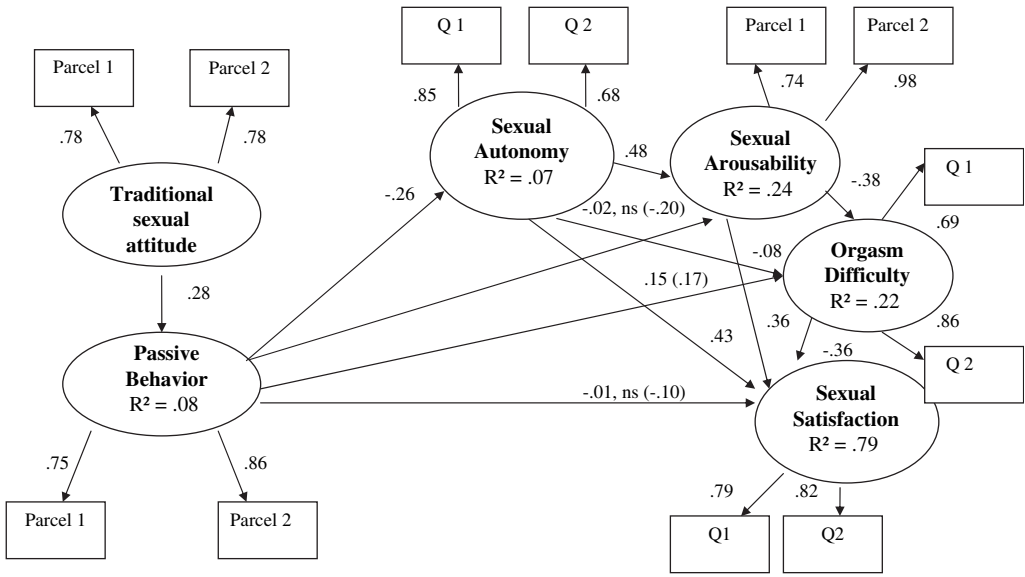 Q 1
Q 2
Parcel 1
Parcel 2
Parcel 1
Parcel 2
.85
.68
.74
.98
.78
.78
Sexual
Autonomy
R² = .07
.48
Sexual
Arousability
R² = .24
-.38
Q 1
.69
Traditional
sexual
attitude
-.26
-.02, ns (-.20)
-.08
Orgasm
Difficulty
R² = .22
.28
.15 (.17)
.86
.43
.36
-.36
Q 2
Passive
Behavior
R² = .08
-.01, ns (-.10)
Sexual
Satisfaction
R² = .79
.75
.86
.79
.82
Parcel 1
Parcel 2
Q1
Q2